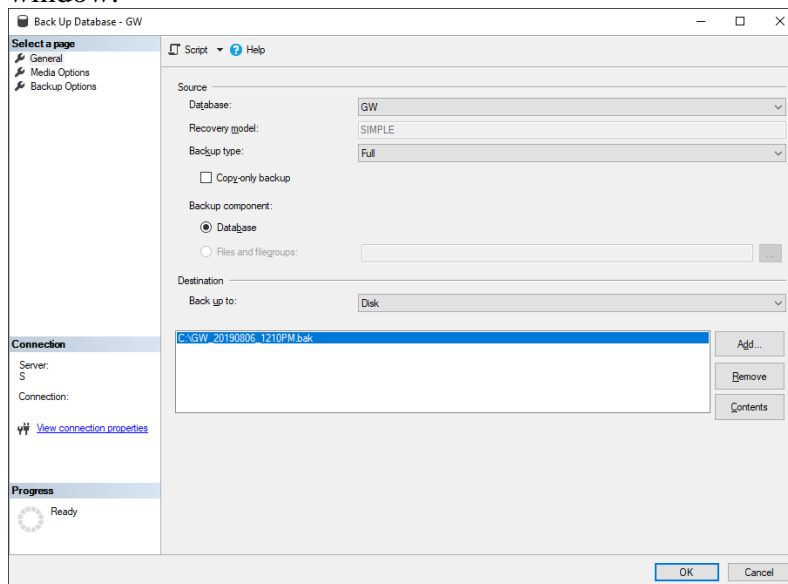 window.
Back Up Database - GW
Select a page
General
Media Options
Backup Options
Script
Help
Source
Database:
GW
Recovery model:
SIMPLE
Backup type:
Full
Copy-only backup
Backup component:
Database
Files and filegroups:
...
Destination
Back up to:
Disk
C:\GW_20190806_1210PM.bak
Add...
Remove
Contents
Connection
Server:
S
Connection:
View connection properties
Progress
Ready
OK
Cancel